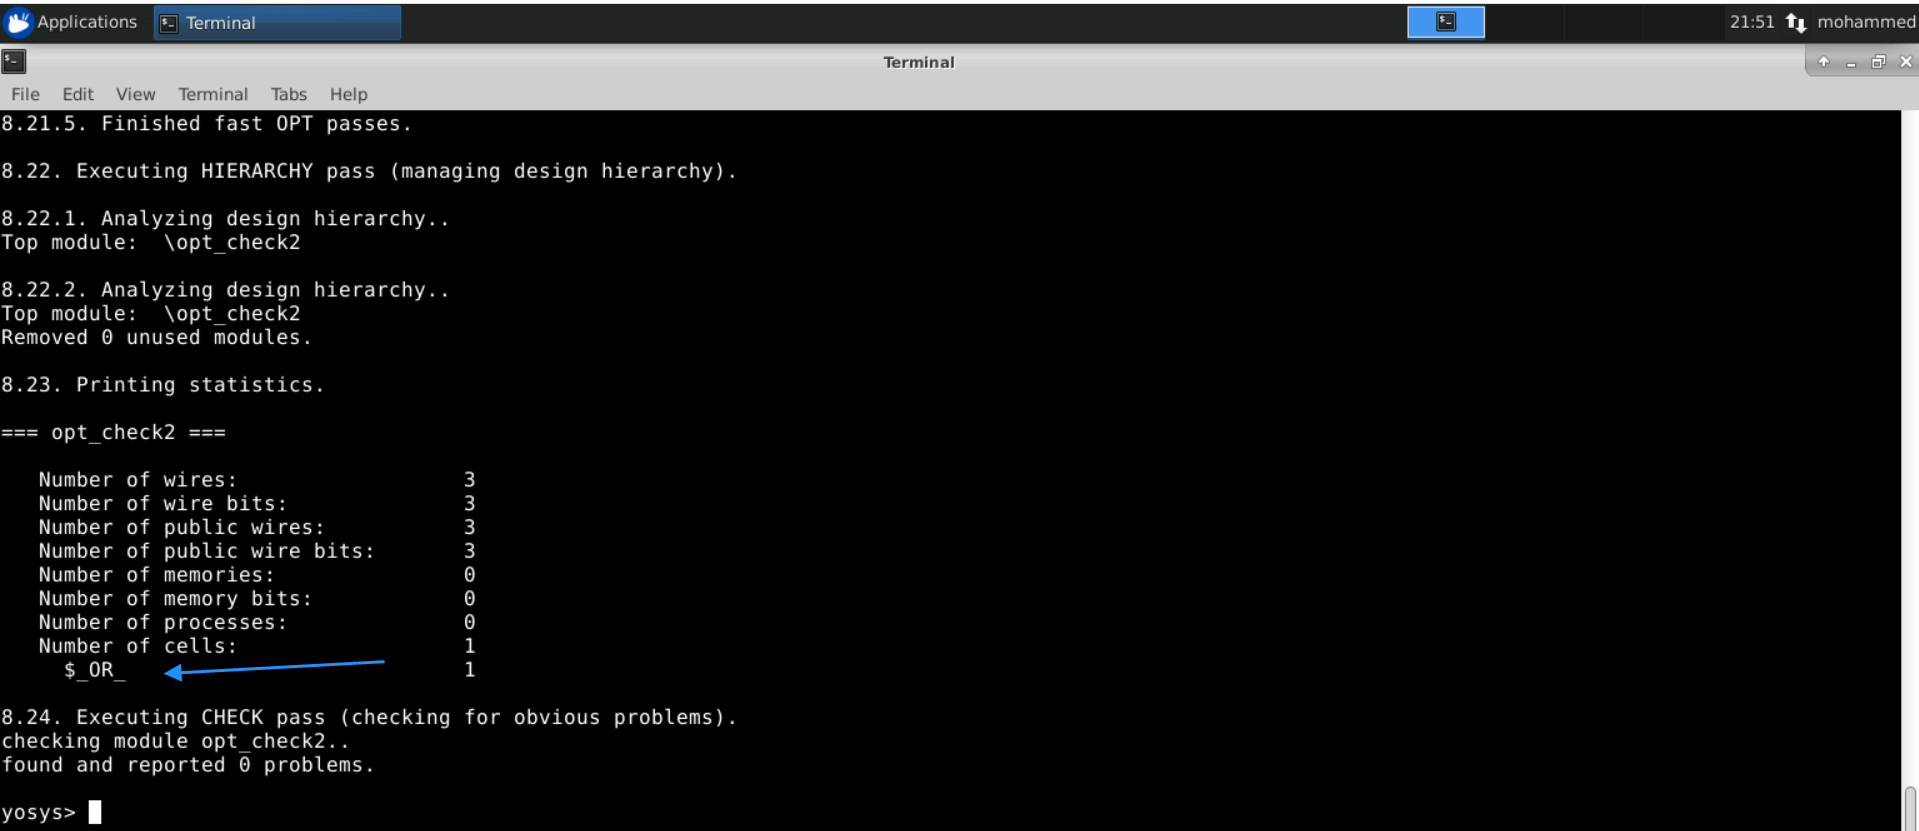 Applications Terminal 21:51 mohammed
Terminal
File Edit View Terminal Tabs Help
8.21.5. Finished fast OPT passes.
8.22. Executing HIERARCHY pass (managing design hierarchy).
8.22.1. Analyzing design hierarchy..
Top module:  \opt_check2
8.22.2. Analyzing design hierarchy..
Top module:  \opt_check2
Removed 0 unused modules.
8.23. Printing statistics.
=== opt_check2 ===
Number of wires: 3
Number of wire bits: 3
Number of public wires: 3
Number of public wire bits: 3
Number of memories: 0
Number of memory bits: 0
Number of processes: 0
Number of cells: 1
$_OR_ 1
8.24. Executing CHECK pass (checking for obvious problems).
checking module opt_check2..
found and reported 0 problems.
yosys>